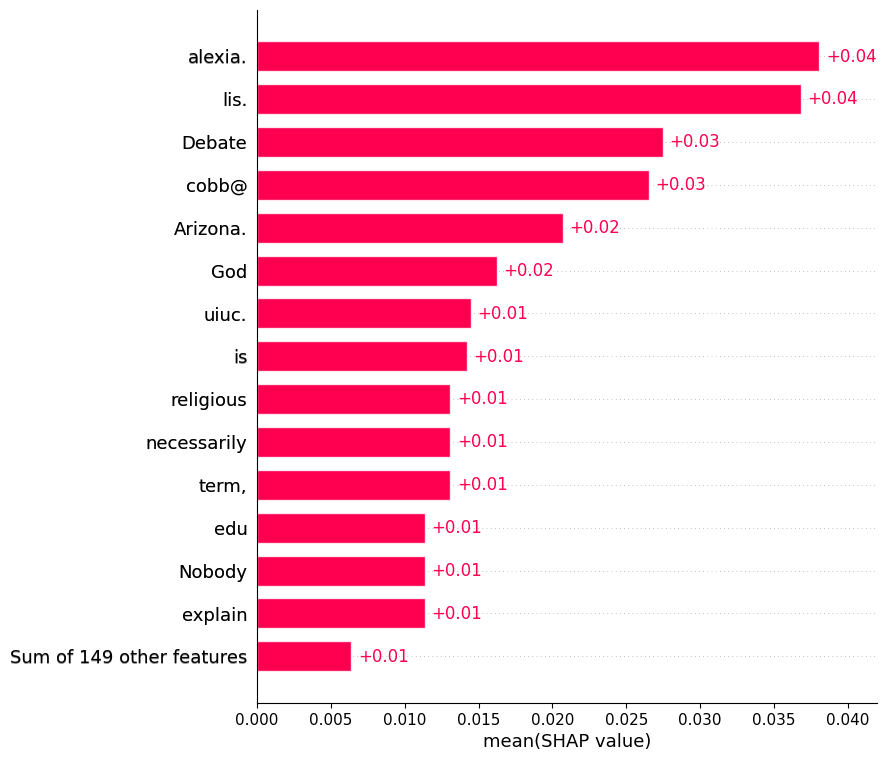 alexia. +0.04
lis. +0.04
Debate +0.03
cobb@ +0.03
Arizona. +0.02
God +0.02
uiuc. +0.01
is +0.01
religious +0.01
necessarily +0.01
term, +0.01
edu +0.01
Nobody +0.01
explain +0.01
Sum of 149 other features +0.01
0.000 0.005 0.010 0.015 0.020 0.025 0.030 0.035 0.040
mean(SHAP value)